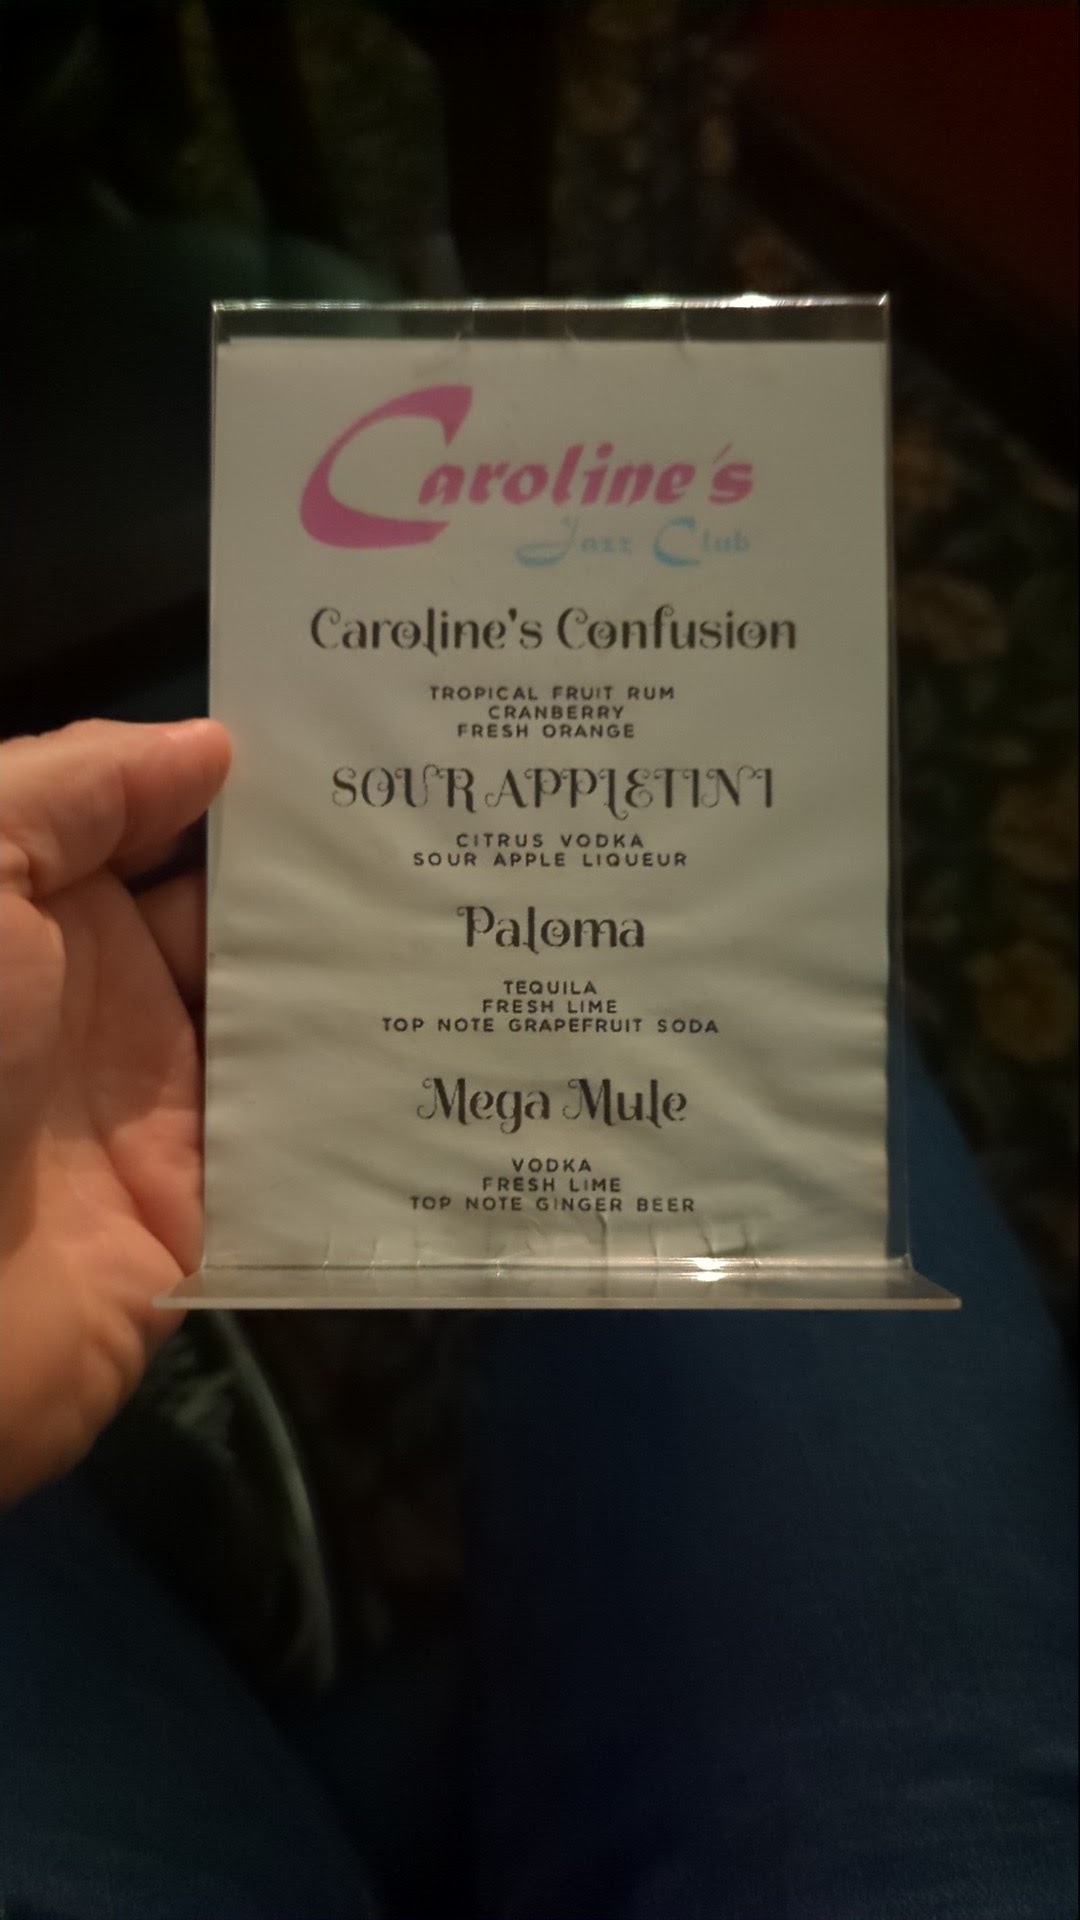 Caroline's
Jazz Club
Caroline's Confusion
TROPICAL FRUIT RUM
CRANBERRY
FRESH ORANGE
SOUR APPLETINI
CITRUS VODKA
SOUR APPLE LIQUEUR
Paloma
TEQUILA
FRESH LIME
TOP NOTE GRAPEFRUIT SODA
Mega Mule
VODKA
FRESH LIME
TOP NOTE GINGER BEER